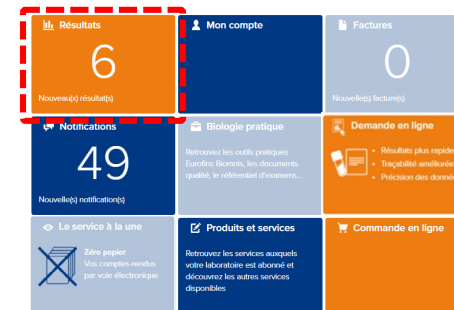 Résultats
6
Nouveau(x) résultat(s)
Mon compte
Factures
0
Nouvelle(s) facture(s)
Notifications
49
Nouvelle(s) notification(s)
Biologie pratique
Retrouvez les outils pratiques
Eurofins Biomnis, les documents
qualité, le référentiel d'examens...
Demande en ligne
• Résultats plus rapide
• Traçabilité améliorée
• Précision des donné
Le service à la une
Zéro papier
Vos comptes-rendus
par voie électronique
Produits et services
Retrouvez les services auxquels
votre laboratoire est abonné et
découvrez les autres services
disponibles
Commande en ligne